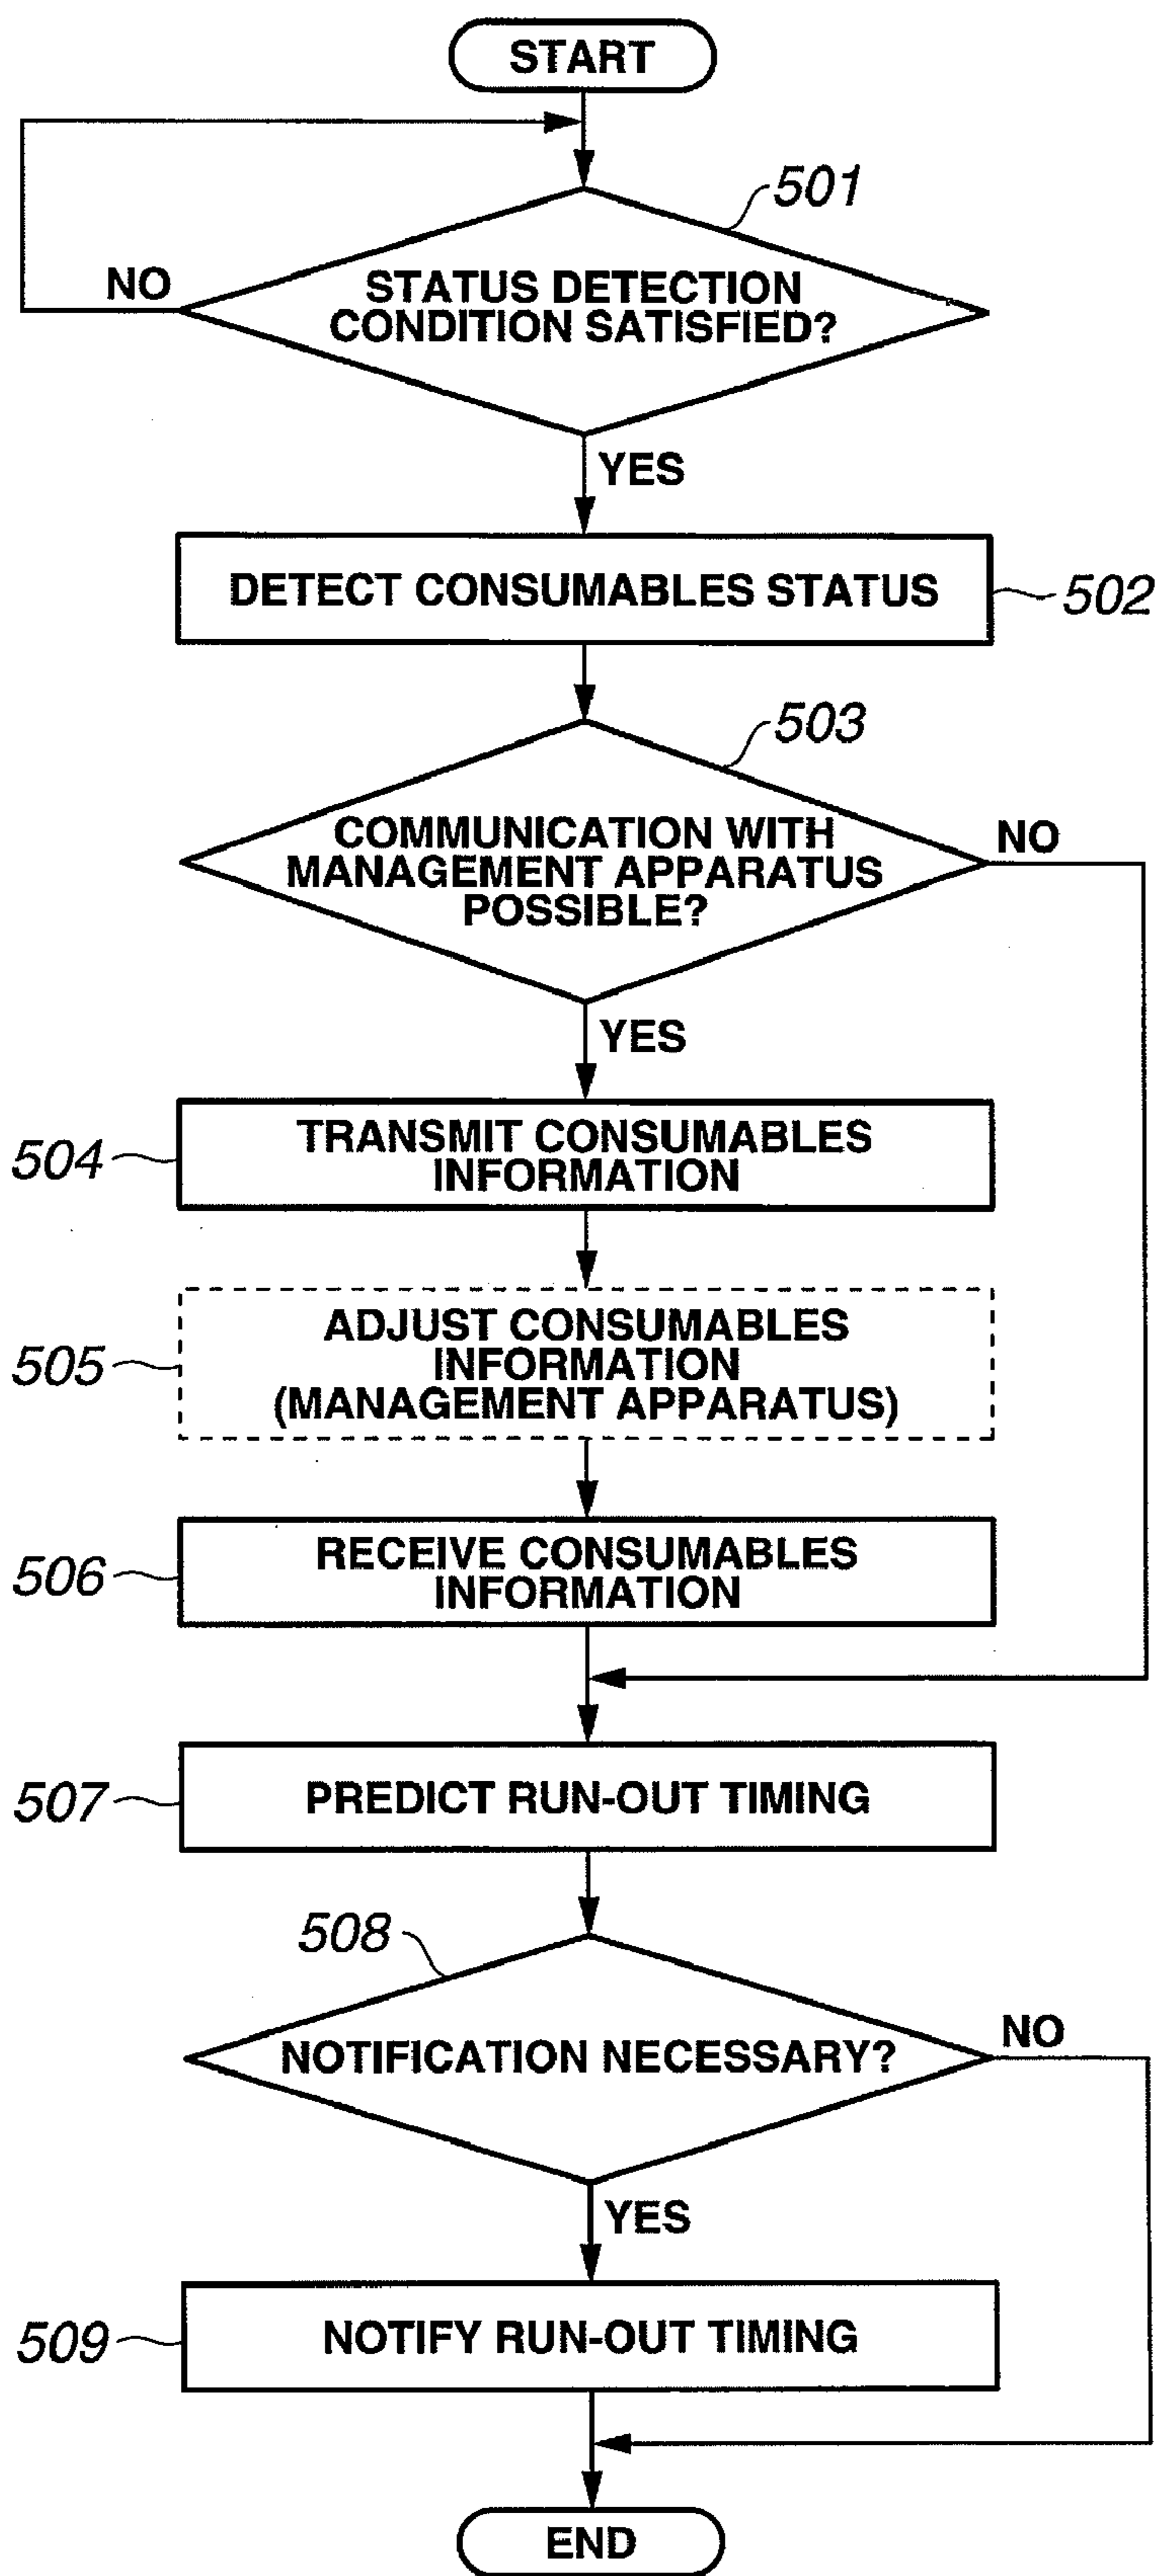 START
501
NO
STATUS DETECTION
CONDITION SATISFIED?
YES
DETECT CONSUMABLES STATUS
502
503
COMMUNICATION WITH
MANAGEMENT APPARATUS
POSSIBLE?
NO
YES
504
TRANSMIT CONSUMABLES
INFORMATION
505
ADJUST CONSUMABLES
INFORMATION
(MANAGEMENT APPARATUS)
506
RECEIVE CONSUMABLES
INFORMATION
507
PREDICT RUN-OUT TIMING
508
NOTIFICATION NECESSARY?
NO
YES
509
NOTIFY RUN-OUT TIMING
END